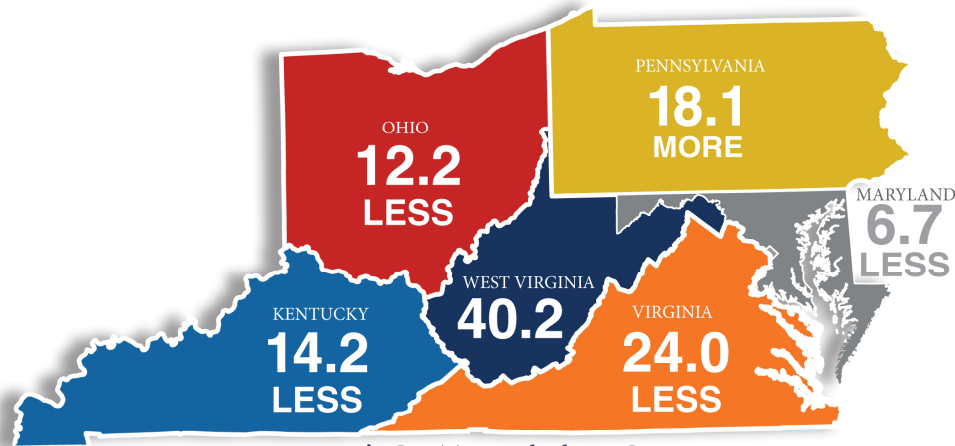 PENNSYLVANIA
18.1
MORE
OHIO
12.2
LESS
MARYLAND
6.7
LESS
WEST VIRGINIA
40.2
KENTUCKY
14.2
LESS
VIRGINIA
24.0
LESS